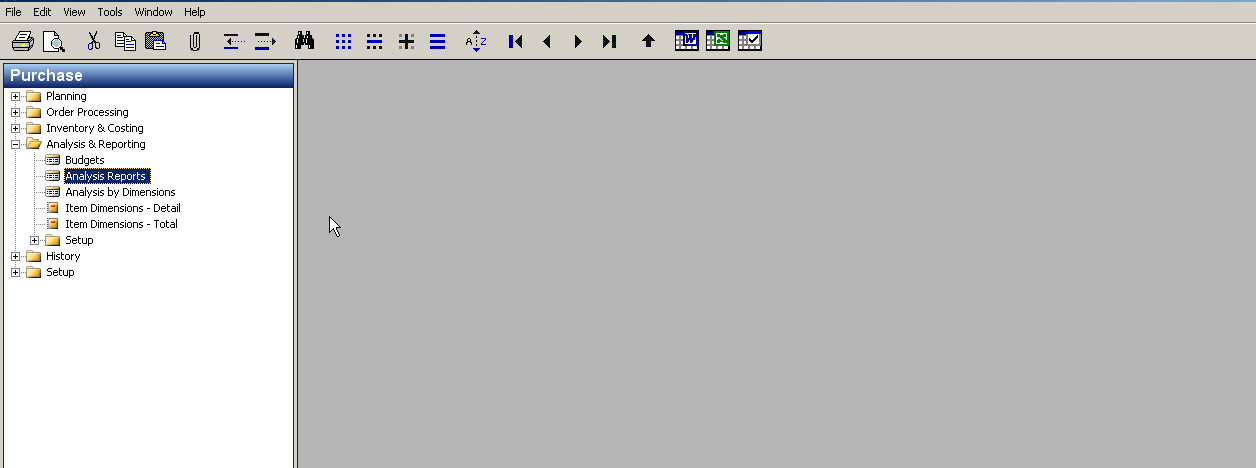 File Edit View Tools Window Help
A Z W X
Purchase
Planning
Order Processing
Inventory & Costing
Analysis & Reporting
Budgets
Analysis Reports
Analysis by Dimensions
Item Dimensions - Detail
Item Dimensions - Total
Setup
History
Setup